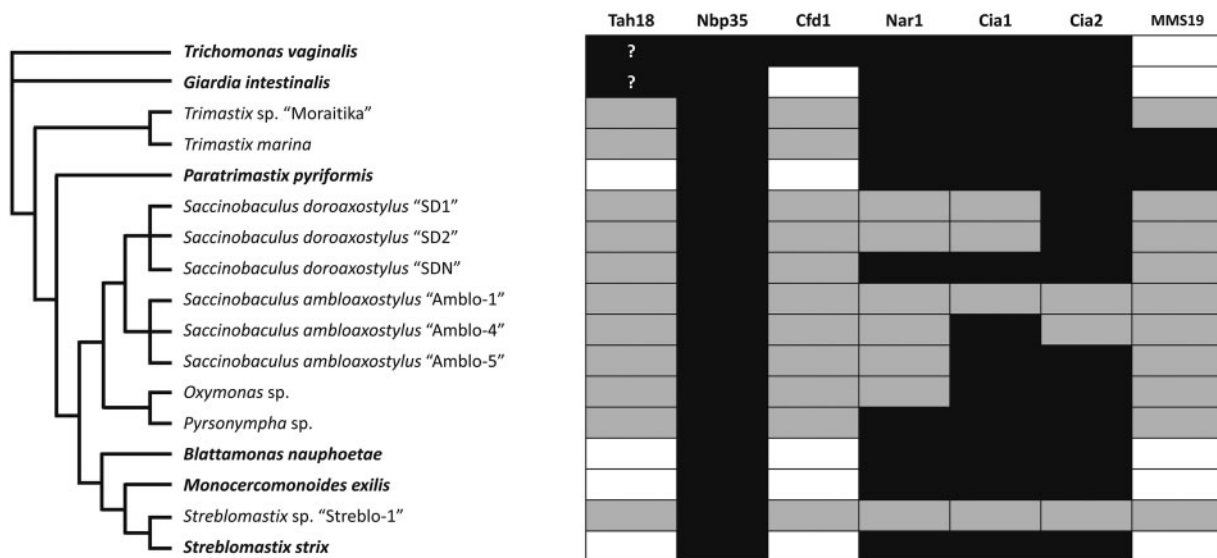 Tah18 Nbp35 Cfd1 Nar1 Cia1 Cia2 MMS19
Trichomonas vaginalis ?
Giardia intestinalis ?
Trimastix sp. “Moraitika”
Trimastix marina
Paratrimastix pyriformis
Saccinobaculus doroaxostylus “SD1”
Saccinobaculus doroaxostylus “SD2”
Saccinobaculus doroaxostylus “SDN”
Saccinobaculus ambloaxostylus “Amblo-1”
Saccinobaculus ambloaxostylus “Amblo-4”
Saccinobaculus ambloaxostylus “Amblo-5”
Oxymonas sp.
Pyrsonympha sp.
Blattamonas nauphoetae
Monocercomonoides exilis
Streblomastix sp. “Streblo-1”
Streblomastix strix